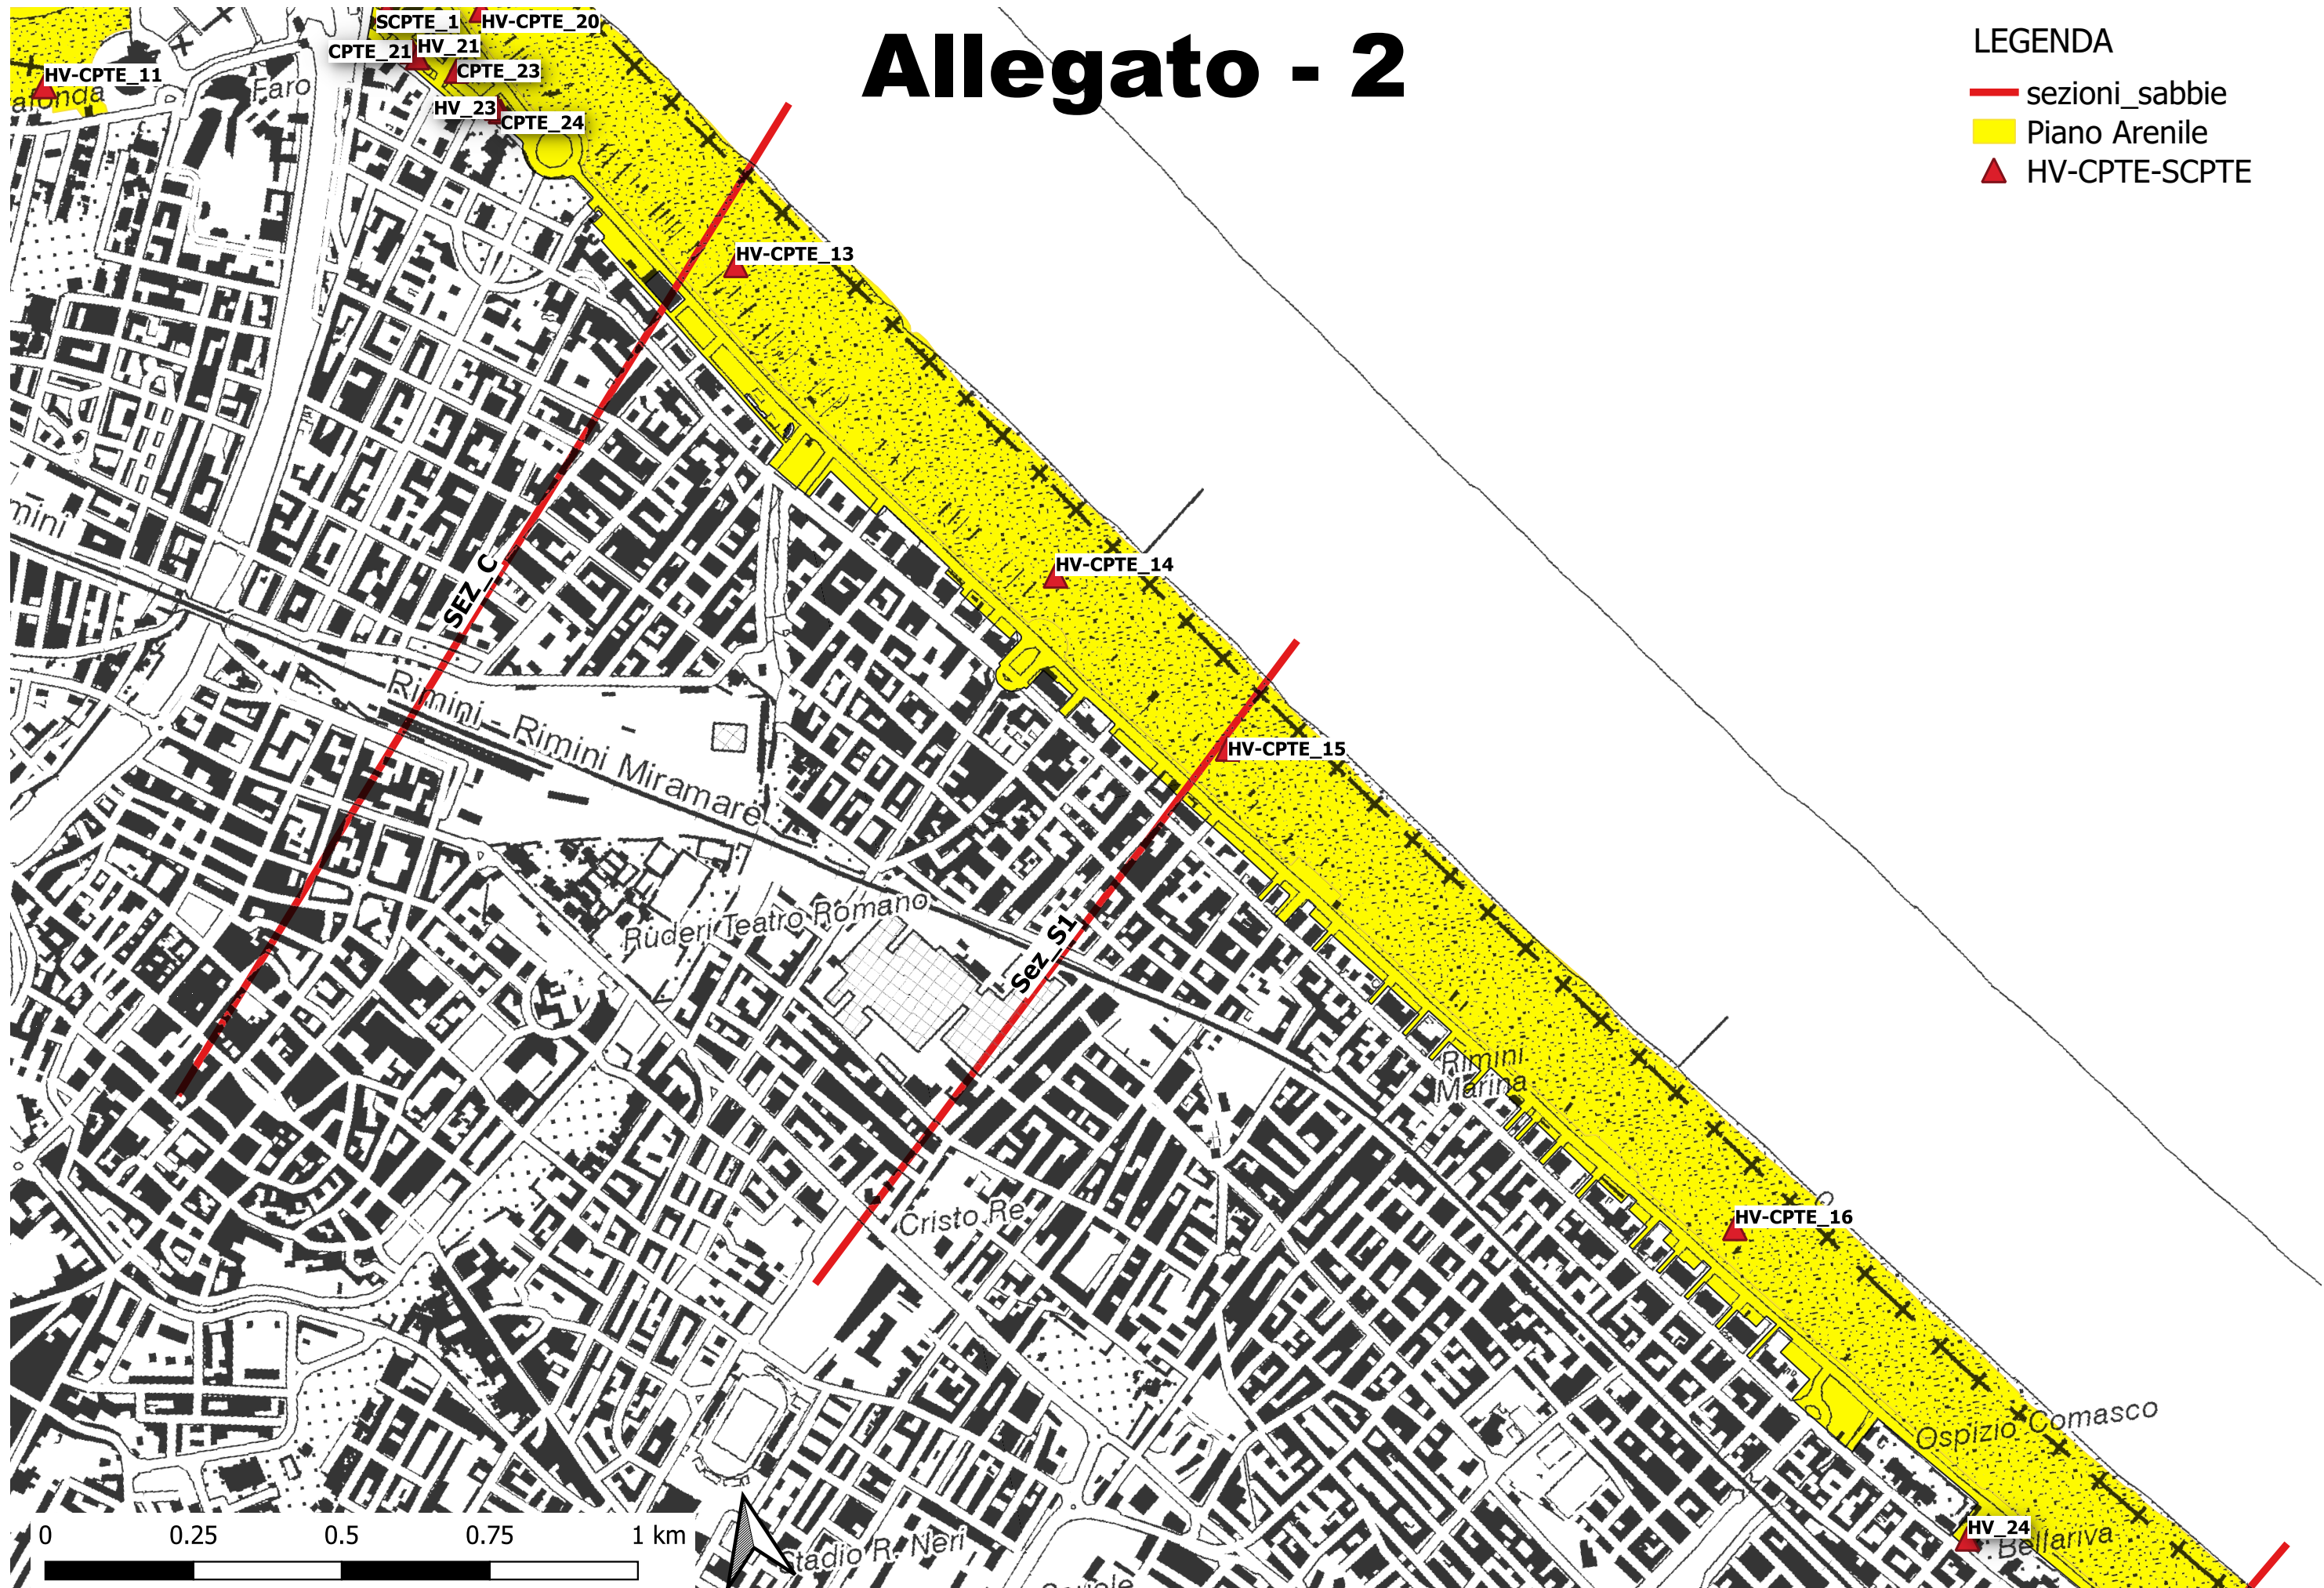 SCPTE_1
HV-CPTE_20
Allegato - 2
LEGENDA
CPTE_21
HV_21
HV-CPTE_11
CPTE_23
Faro
sezioni_sabbie
afonda
HV_23
CPTE_24
Piano Arenile
HV-CPTE-SCPTE
HV-CPTE_13
mini
HV-CPTE_14
SEZ_C
Rimini - Rimini Miramare
HV-CPTE_15
Ruderi Teatro Romano
Sez_S1
Rimini
Marina
Cristo Re
HV-CPTE_16
Ospizio Comasco
HV_24
Bellariva
0 0.25 0.5 0.75 1 km
Stadio R. Neri